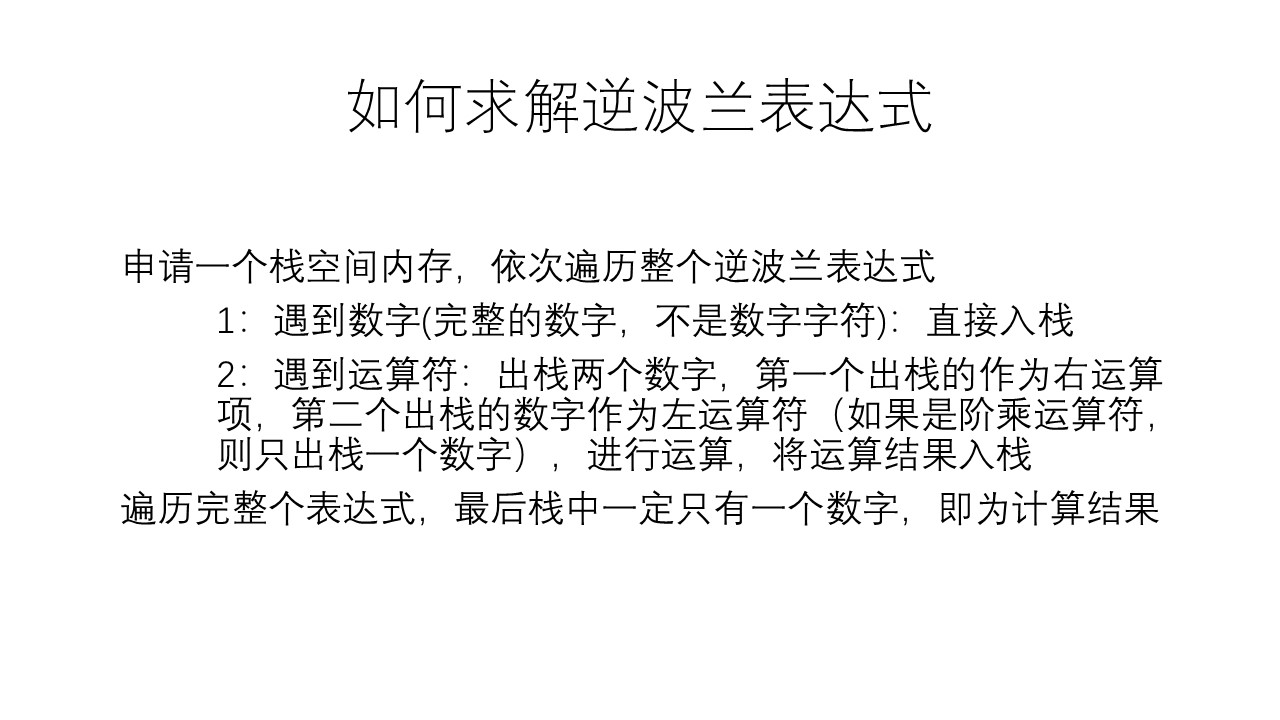 如何求解逆波兰表达式
申请一个栈空间内存，依次遍历整个逆波兰表达式
1：遇到数字(完整的数字，不是数字字符)：直接入栈
2：遇到运算符：出栈两个数字，第一个出栈的作为右运算
项，第二个出栈的数字作为左运算符（如果是阶乘运算符，
则只出栈一个数字），进行运算，将运算结果入栈
遍历完整个表达式，最后栈中一定只有一个数字，即为计算结果